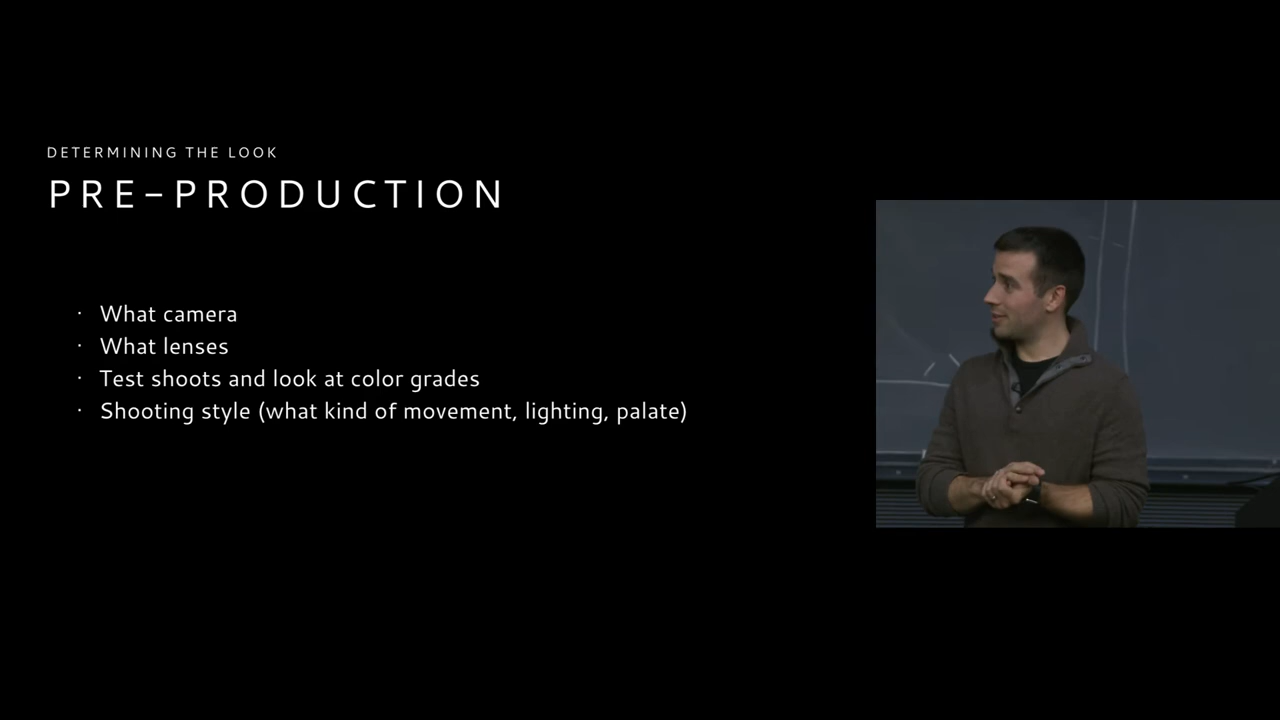 DETERMINING THE LOOK
PRE-PRODUCTION
· What camera
· What lenses
· Test shoots and look at color grades
· Shooting style (what kind of movement, lighting, palate)